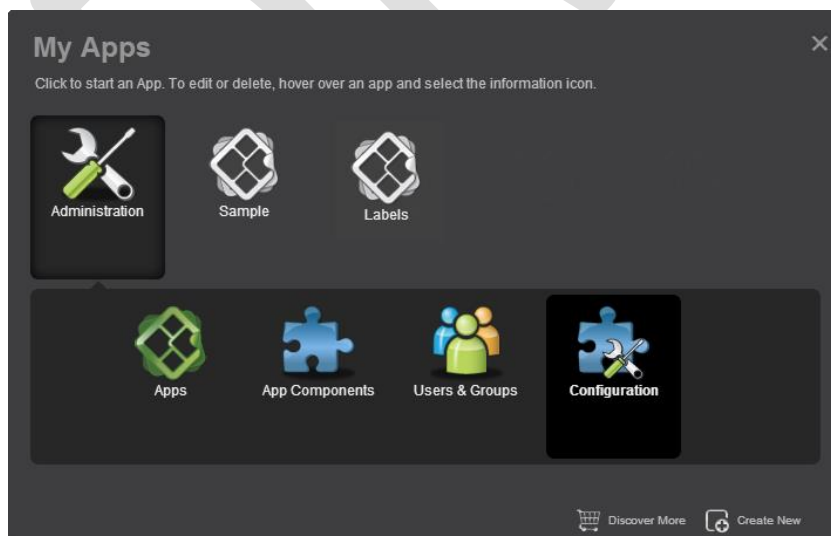 My Apps
Click to start an App. To edit or delete, hover over an app and select the information icon.
Administration
Sample
Labels
Apps
App Components
Users & Groups
Configuration
Discover More
Create New